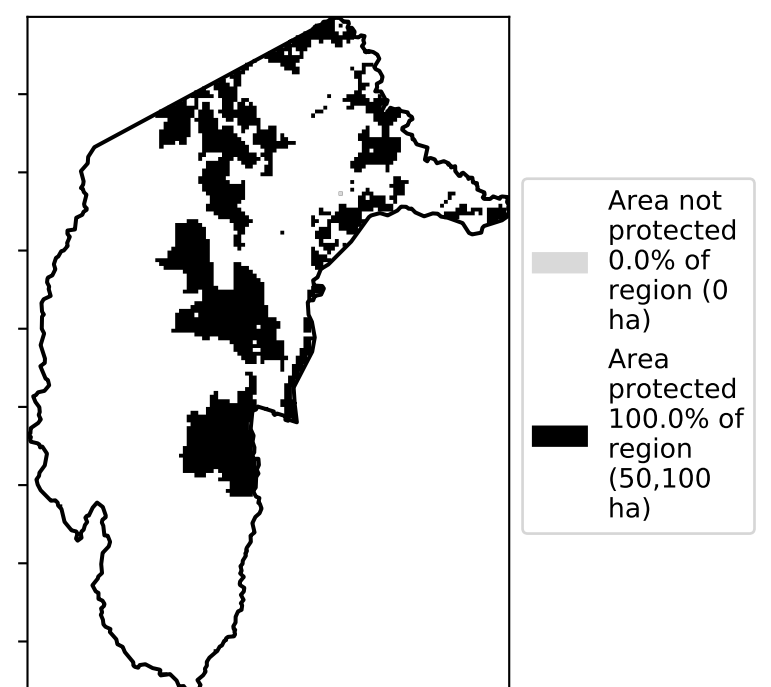 Area not
protected
0.0% of
region (0
ha)
Area
protected
100.0% of
region
(50,100
ha)